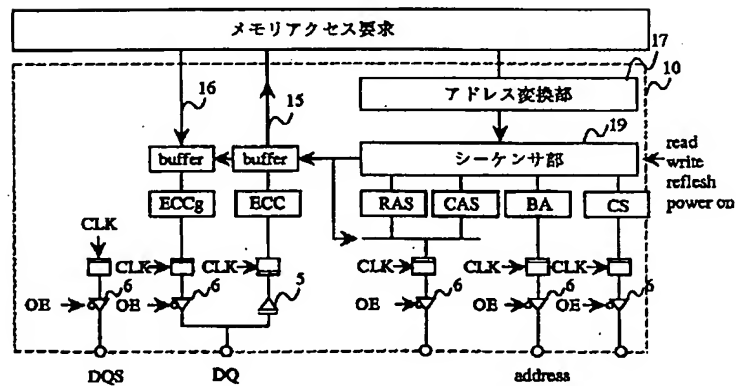 メモリアクセス要求
17
10
アドレス変換部
16
15
19
buffer
buffer
シーケンサ部
read
write
reflesh
power on
ECCg
ECC
RAS
CAS
BA
CS
CLK
CLK
CLK
CLK
CLK
CLK
OE
6
OE
6
5
OE
6
OE
6
OE
6
DQS
DQ
address